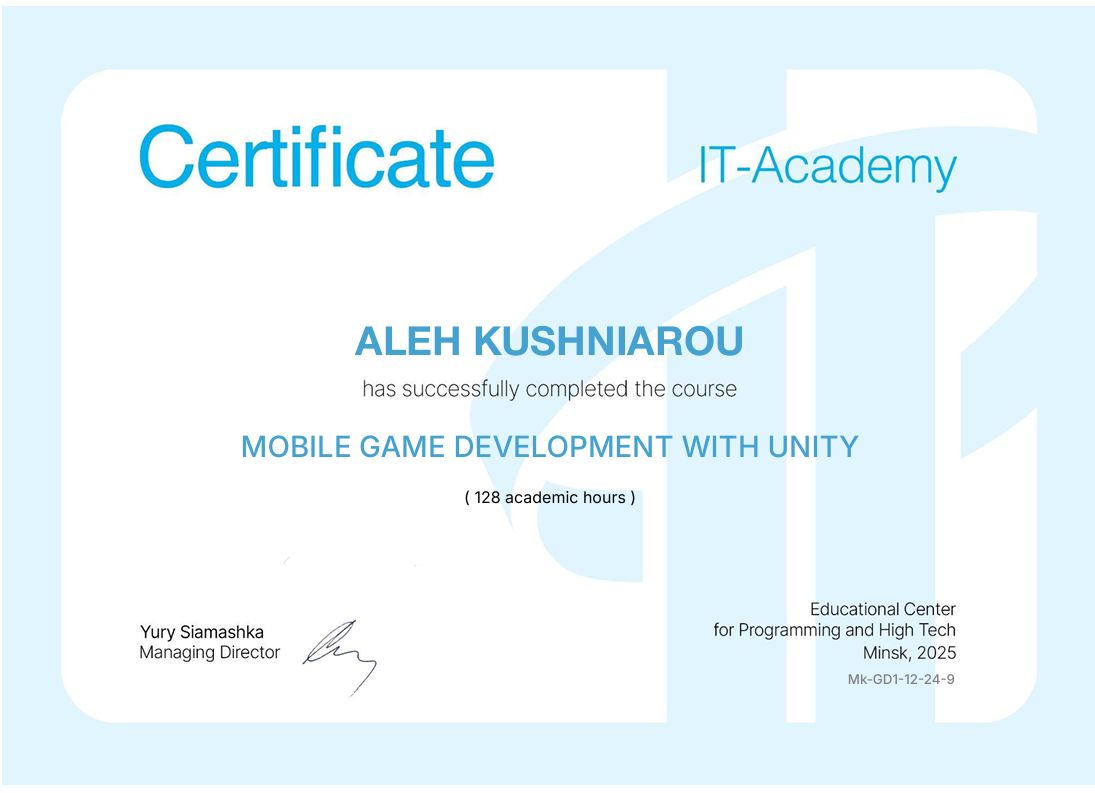 Certificate
IT-Academy
ALEH KUSHNIAROU
has successfully completed the course
MOBILE GAME DEVELOPMENT WITH UNITY
( 128 academic hours )
Yury Siamashka
Managing Director
Educational Center
for Programming and High Tech
Minsk, 2025
Mk-GD1-12-24-9